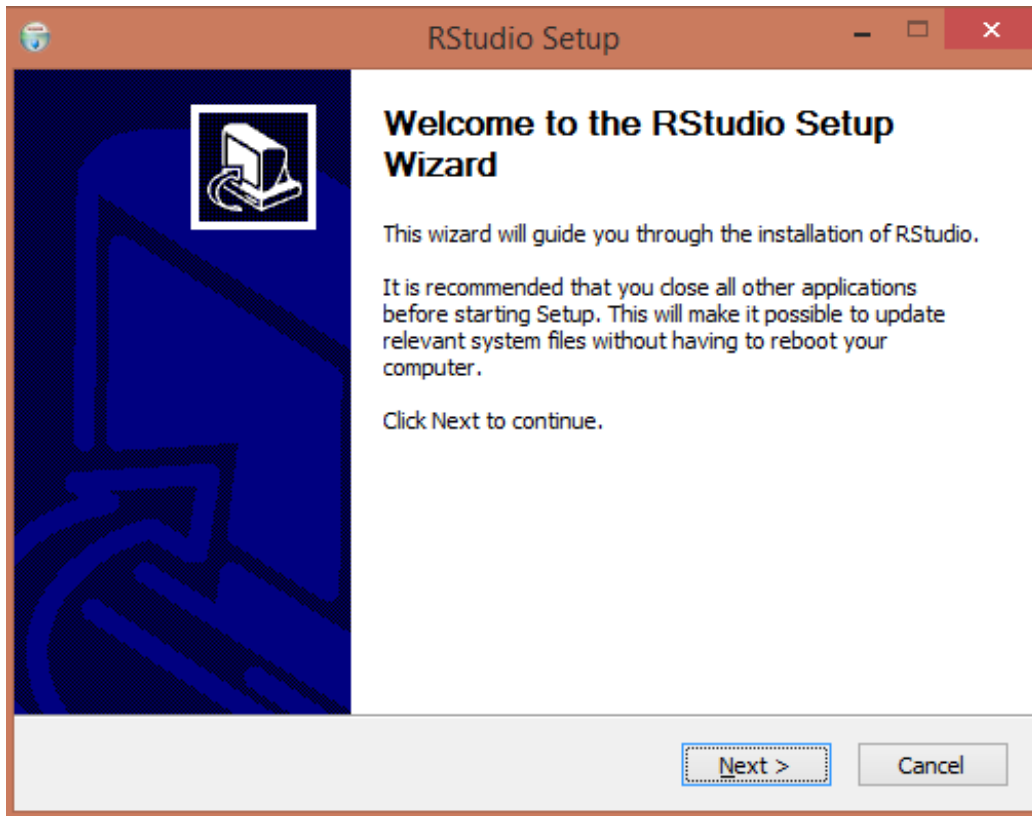 RStudio Setup
Welcome to the RStudio Setup
Wizard
This wizard will guide you through the installation of RStudio.
It is recommended that you close all other applications
before starting Setup. This will make it possible to update
relevant system files without having to reboot your
computer.
Click Next to continue.
Next >
Cancel